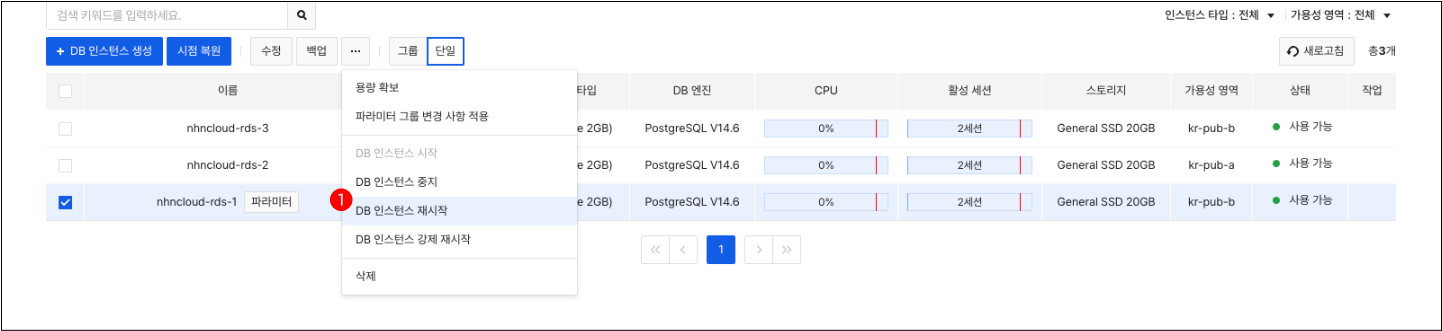 검색 키워드를 입력하세요. 인스턴스 타입 : 전체 가용성 영역 : 전체
+ DB 인스턴스 생성 시점 복원 수정 백업 ··· 그룹 단일 새로고침 총3개
이름 타입 DB 엔진 CPU 활성 세션 스토리지 가용성 영역 상태 작업
nhncloud-rds-3 2GB) PostgreSQL V14.6 0% 2세션 General SSD 20GB kr-pub-b 사용 가능
nhncloud-rds-2 2GB) PostgreSQL V14.6 0% 2세션 General SSD 20GB kr-pub-a 사용 가능
nhncloud-rds-1 파라미터 2GB) PostgreSQL V14.6 0% 2세션 General SSD 20GB kr-pub-b 사용 가능
용량 확보
파라미터 그룹 변경 사항 적용
DB 인스턴스 시작
DB 인스턴스 중지
1 DB 인스턴스 재시작
DB 인스턴스 강제 재시작
삭제
« ‹ 1 › »